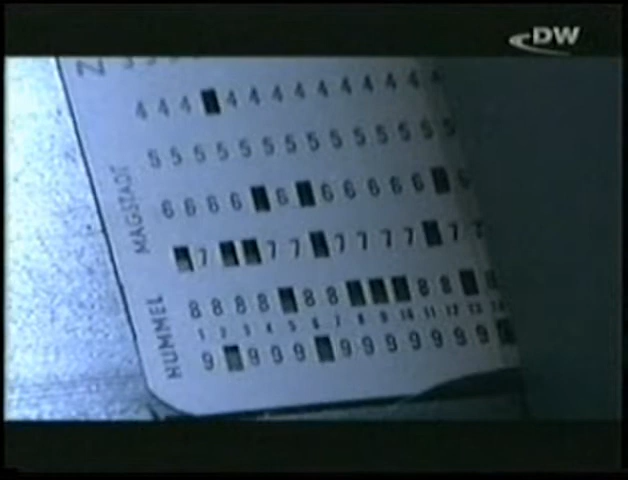 DW
4 4 4 4 4 4 4 4 4 4 4 4 4
5 5 5 5 5 5 5 5 5 5 5 5 5 5
6 6 6 6 6 6 6 6 6 6 6
7 7 7 7 7 7 7 7 7
8 8 8 8 8 8 8 8
1 2 3 4 5 6 7 8 9 10 11 12 13 14
9 9 9 9 9 9 9 9 9 9 9
HUMMEL MAGSTADT